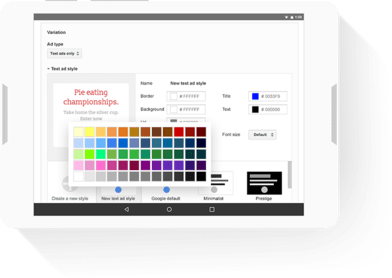 5:00
Variation
Ad type
Text ads only
Text ad style
Pie eating
championships.
Take home the silver cup.
Enter now
Name
New text ad style
Border
# FFFFFF
Title
Background
# FFFFFF
Text
# 000000
Font size
Default
Create a new style
New text ad style
Google default
Minimalist
Prestige